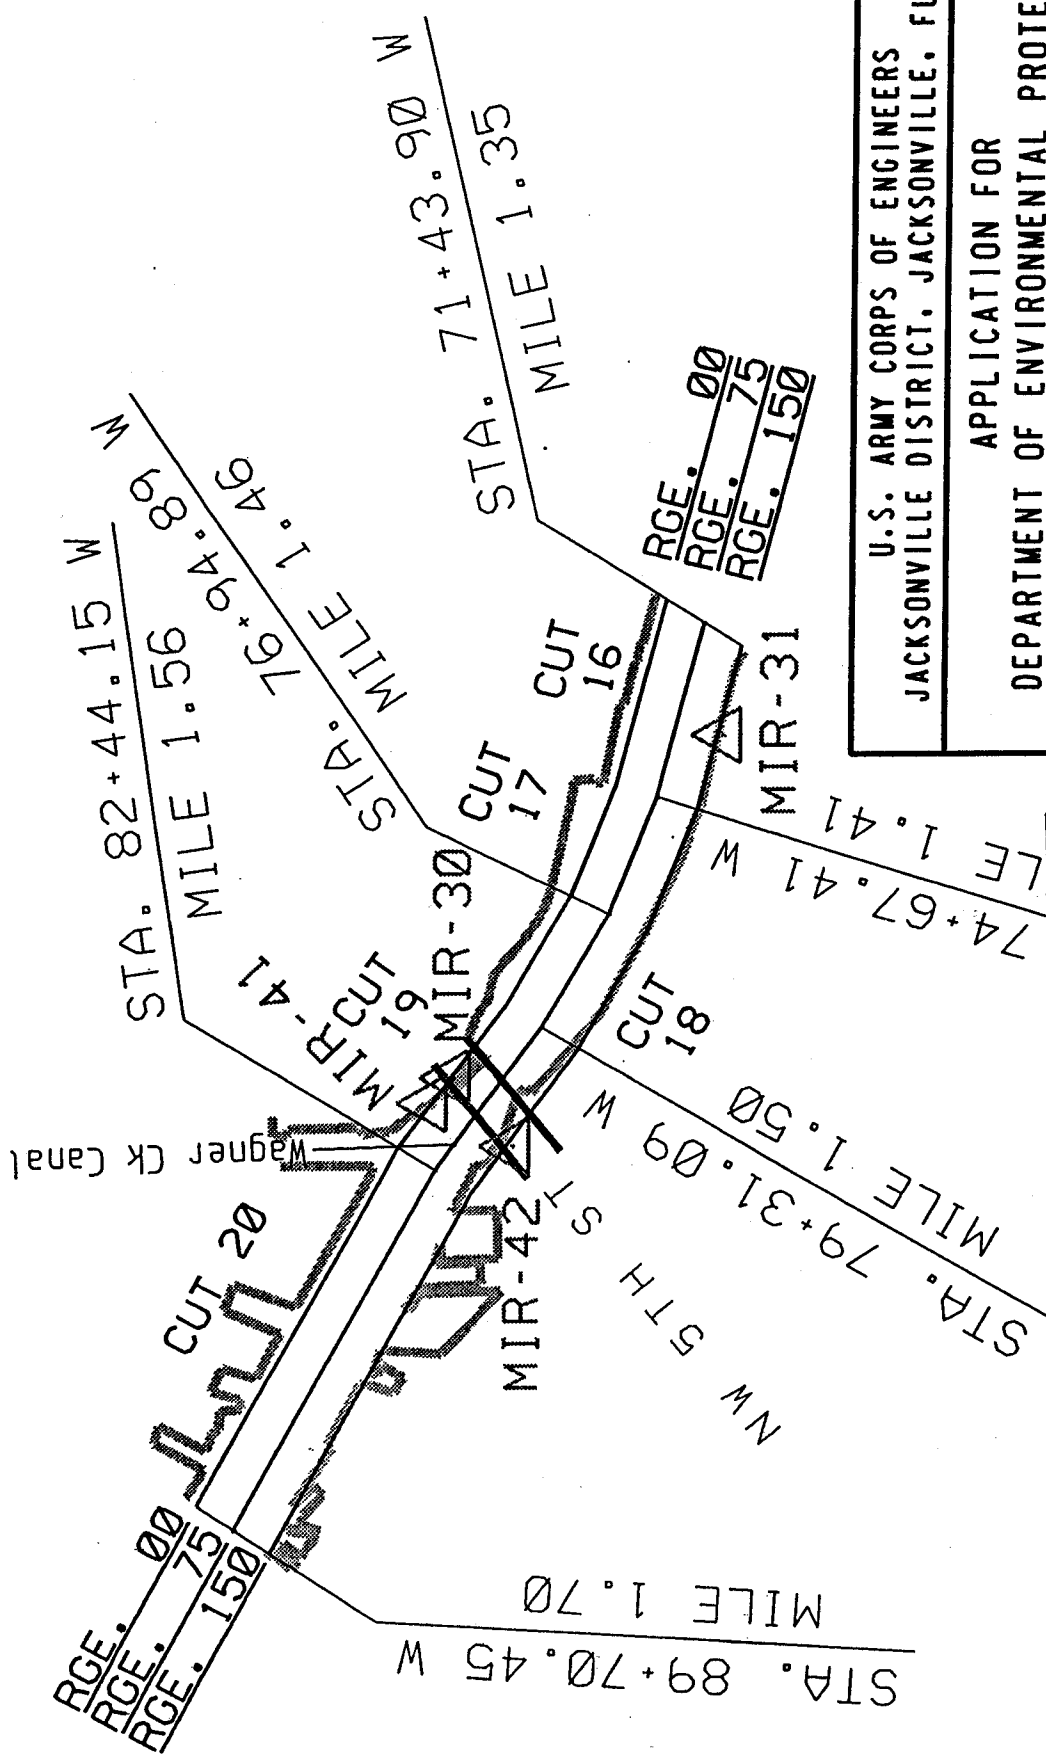 STA. 71+43.90 W
MILE 1.35
STA. 76+94.89 W
MILE 1.46
STA. 82+44.15 W
MILE 1.56
RGE. 00
RGE. 75
RGE. 150
CUT
16
CUT
17
MIR-31
MIR-30
CUT
19
MIR-41
CUT
18
Wagner Ck Canal
MIR-42
CUT 20
NW 5TH ST
74+67.41 W
LE 1.41
STA. 79+31.09 W
MILE 1.50
RGE. 00
RGE. 75
RGE. 150
STA. 89+70.45 W
MILE 1.70
U.S. ARMY CORPS OF ENGINEERS
JACKSONVILLE DISTRICT, JACKSONVILLE, FL
APPLICATION FOR
DEPARTMENT OF ENVIRONMENTAL PROTE